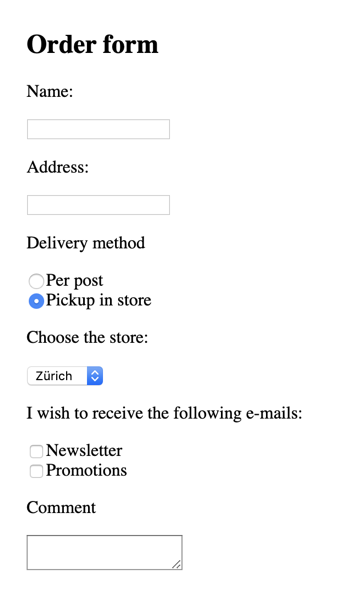 Order form
Name:
Address:
Delivery method
Per post
Pickup in store
Choose the store:
Zürich
I wish to receive the following e-mails:
Newsletter
Promotions
Comment